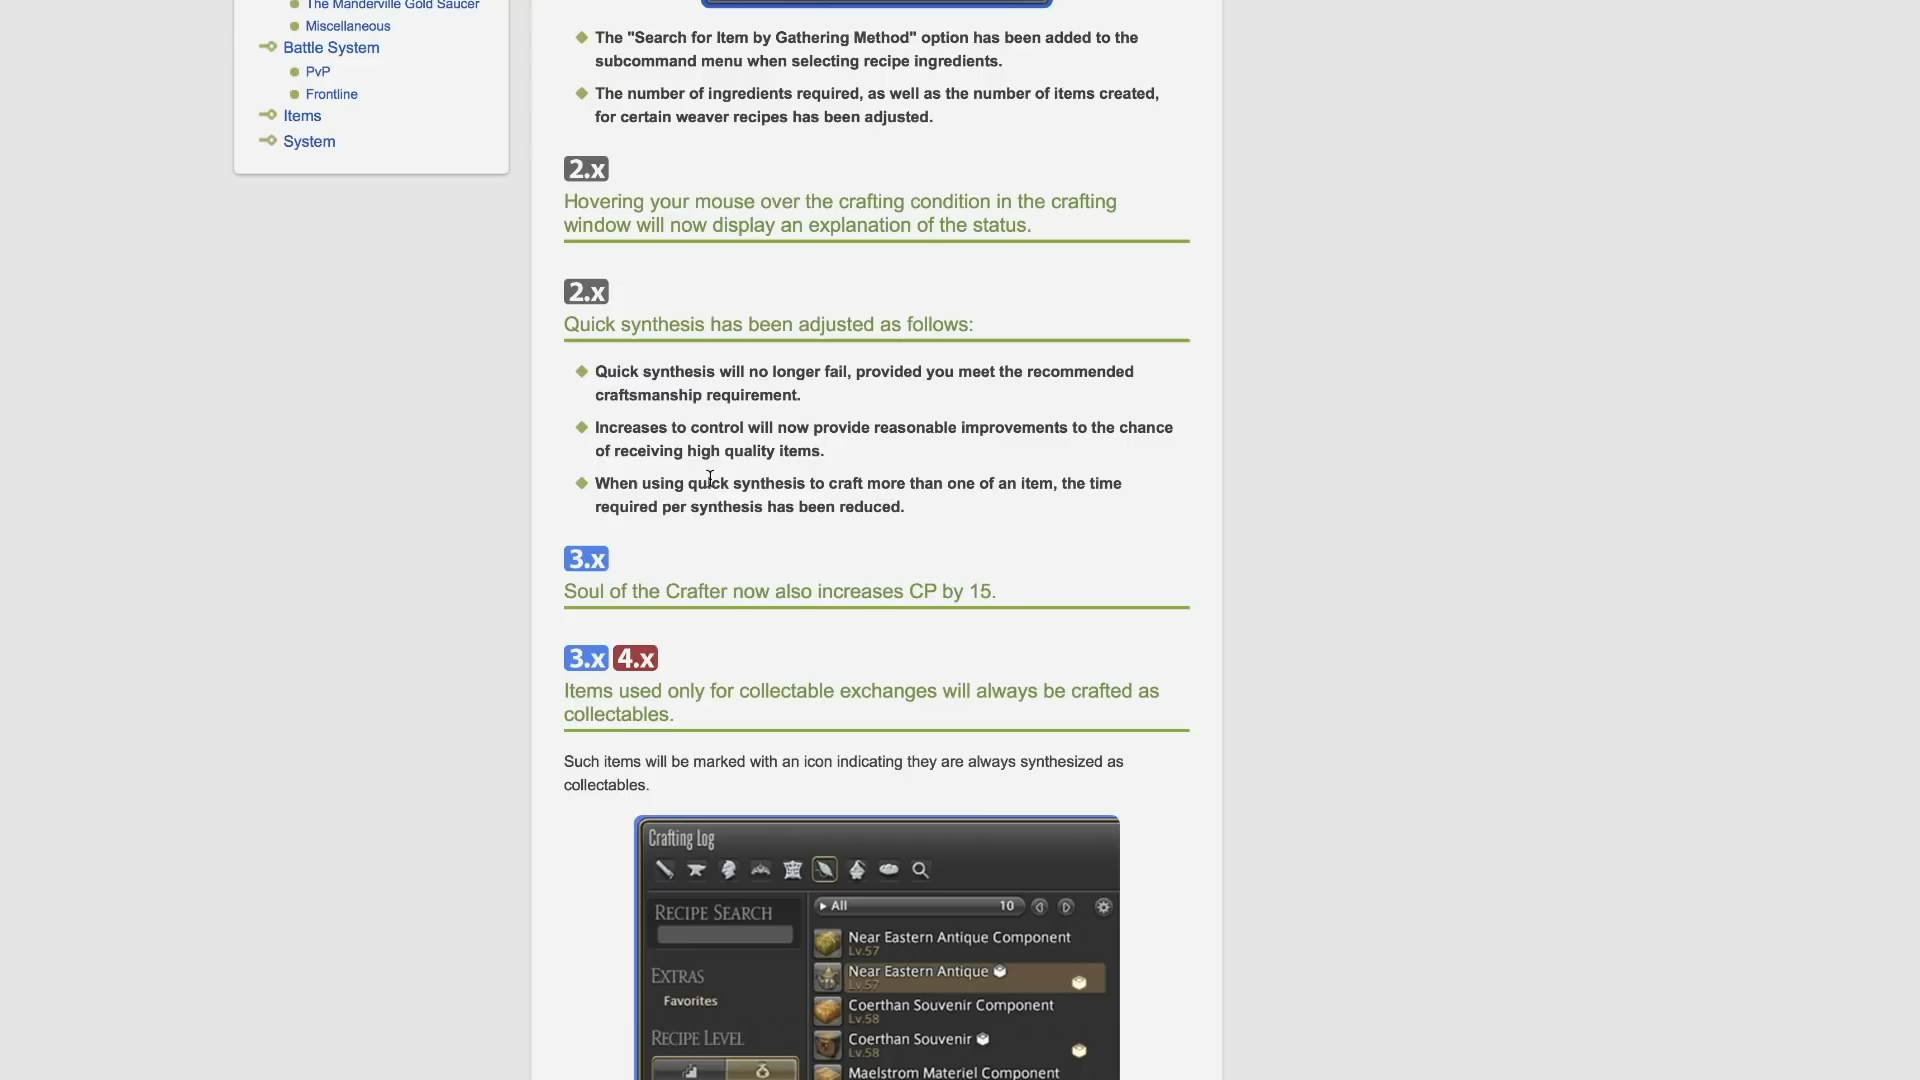 The Manderville Gold Saucer
Miscellaneous
Battle System
PvP
Frontline
Items
System
The "Search for Item by Gathering Method" option has been added to the
subcommand menu when selecting recipe ingredients.
The number of ingredients required, as well as the number of items created,
for certain weaver recipes has been adjusted.
2.x
Hovering your mouse over the crafting condition in the crafting
window will now display an explanation of the status.
2.x
Quick synthesis has been adjusted as follows:
Quick synthesis will no longer fail, provided you meet the recommended
craftsmanship requirement.
Increases to control will now provide reasonable improvements to the chance
of receiving high quality items.
When using quick synthesis to craft more than one of an item, the time
required per synthesis has been reduced.
3.x
Soul of the Crafter now also increases CP by 15.
3.x 4.x
Items used only for collectable exchanges will always be crafted as
collectables.
Such items will be marked with an icon indicating they are always synthesized as
collectables.
Crafting Log
RECIPE SEARCH
EXTRAS
Favorites
RECIPE LEVEL
All 10
Near Eastern Antique Component
Lv.57
Near Eastern Antique
Lv.57
Coerthan Souvenir Component
Lv.58
Coerthan Souvenir
Lv.58
Maelstrom Materiel Component